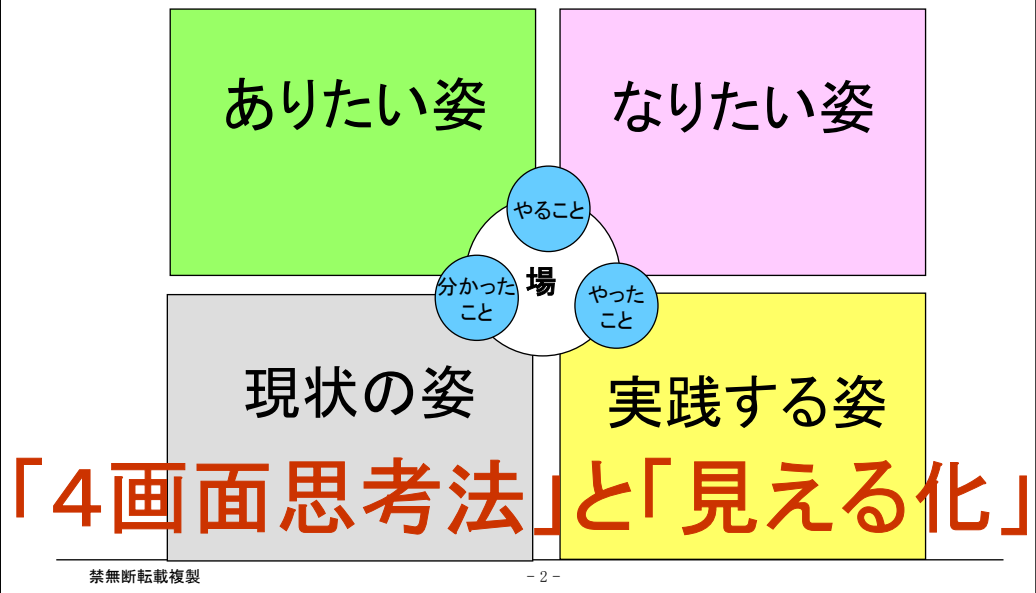 ありたい姿
なりたい姿
やること
場
分かった
こと
やった
こと
現状の姿
実践する姿
「4画面思考法」と「見える化」
禁無断転載複製
- 2 -